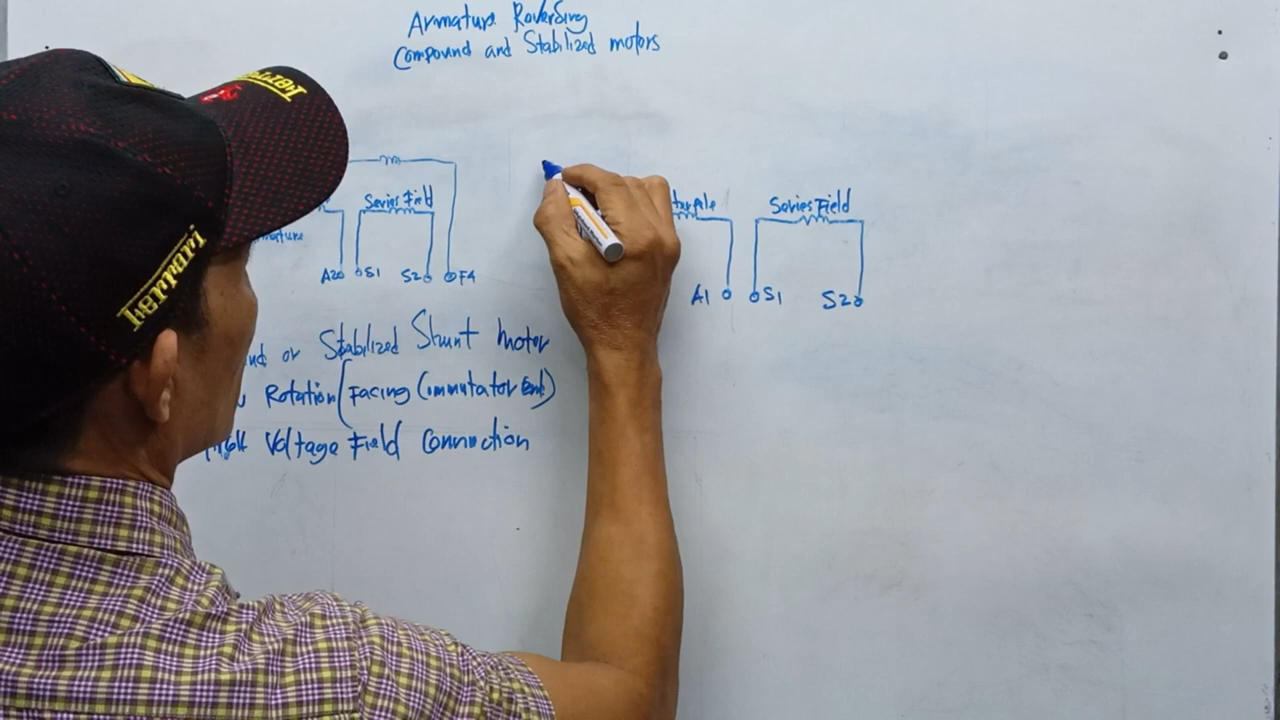 Armature Reversing
Compound and Stabilized motors
Series Field
A2 S1 S2 F4
Series Field
A1 S1 S2
or Stabilized Shunt Motor
Rotation (Facing Commutator End)
Voltage Field Connection